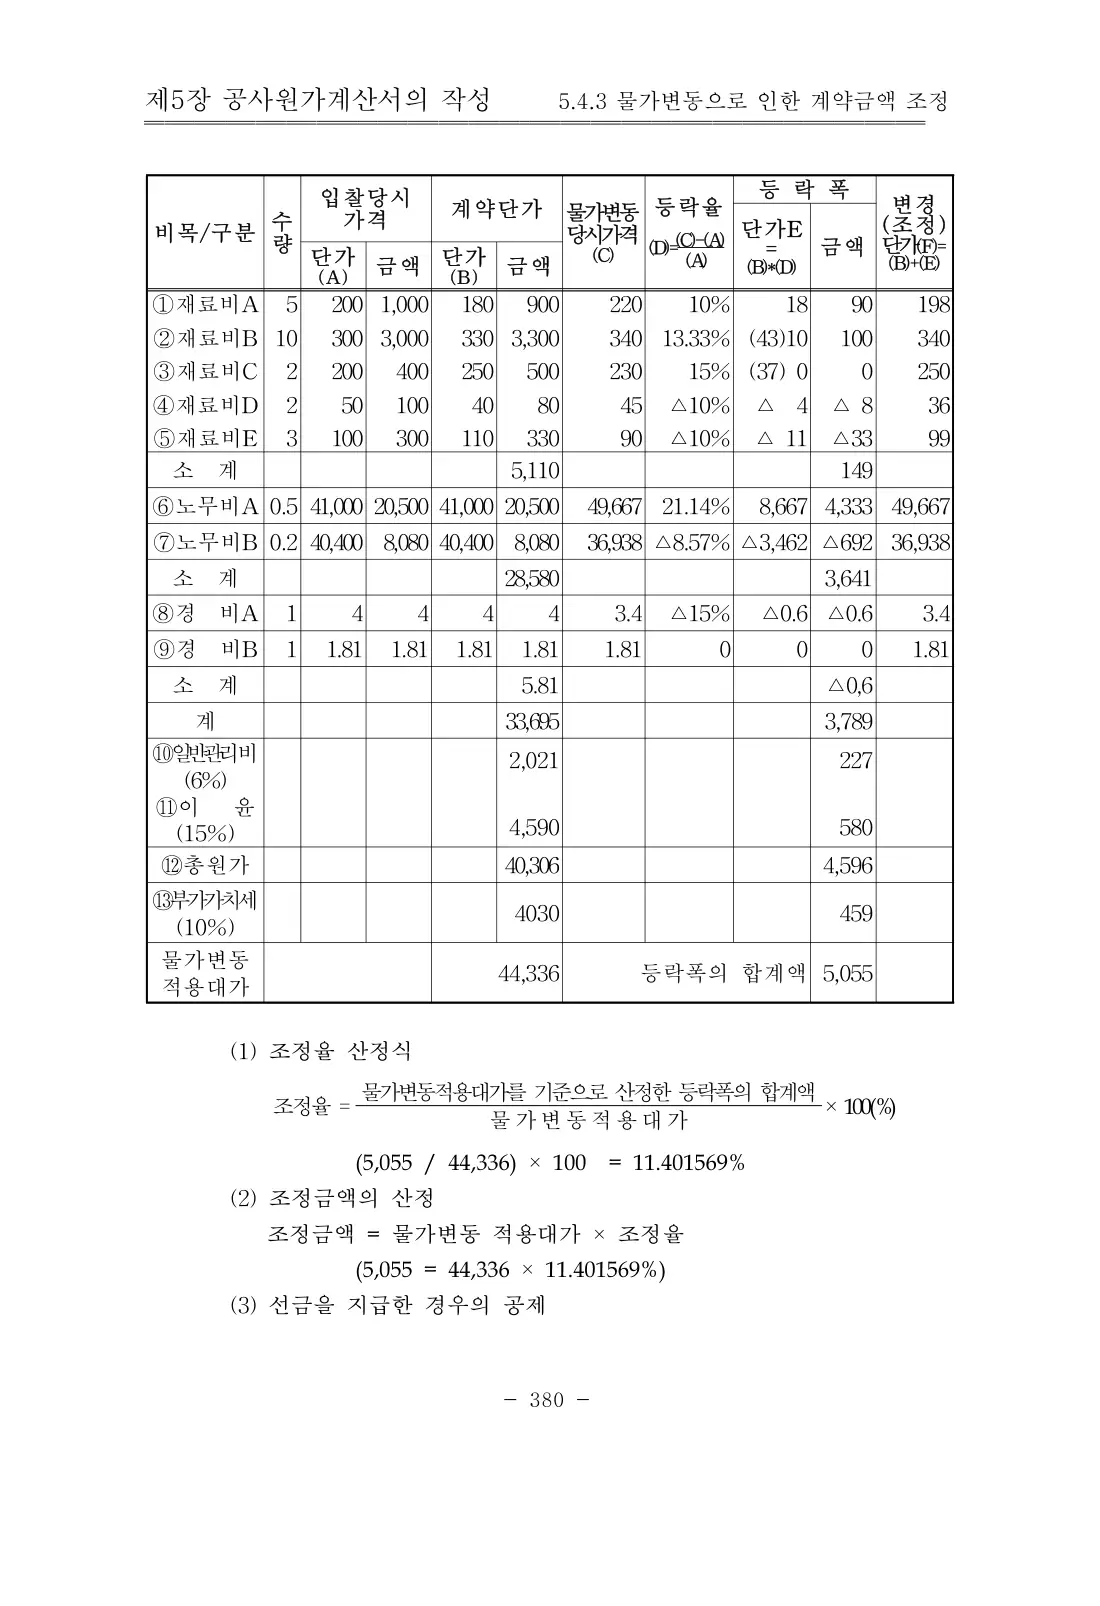 제5장 공사원가계산서의 작성 5.4.3 물가변동으로 인한 계약금액 조정
비목/구분 수량 입찰당시 가격 계약단가 물가변동 당시가격 (C) 등락율 (D)=(C)-(A)/(A) 등 락 폭 변경 (조정) 단가(F)= (B)+(E)
단가 (A) 금액 단가 (B) 금액 단가E = (B)*(D) 금액
①재료비A 5 200 1,000 180 900 220 10% 18 90 198
②재료비B 10 300 3,000 330 3,300 340 13.33% (43)10 100 340
③재료비C 2 200 400 250 500 230 15% (37) 0 0 250
④재료비D 2 50 100 40 80 45 △10% △ 4 △ 8 36
⑤재료비E 3 100 300 110 330 90 △10% △ 11 △33 99
소 계 5,110 149
⑥노무비A 0.5 41,000 20,500 41,000 20,500 49,667 21.14% 8,667 4,333 49,667
⑦노무비B 0.2 40,400 8,080 40,400 8,080 36,938 △8.57% △3,462 △692 36,938
소 계 28,580 3,641
⑧경 비A 1 4 4 4 4 3.4 △15% △0.6 △0.6 3.4
⑨경 비B 1 1.81 1.81 1.81 1.81 1.81 0 0 0 1.81
소 계 5.81 △0,6
계 33,695 3,789
⑩일반관리비 (6%) 2,021 227
⑪이 윤 (15%) 4,590 580
⑫총원가 40,306 4,596
⑬부가가치세 (10%) 4030 459
물가변동 적용대가 44,336 등락폭의 합계액 5,055
(1) 조정율 산정식
조정율 = 물가변동적용대가를 기준으로 산정한 등락폭의 합계액 / 물가변동적용대가 × 100(%)
(5,055 / 44,336) × 100 = 11.401569%
(2) 조정금액의 산정
조정금액 = 물가변동 적용대가 × 조정율
(5,055 = 44,336 × 11.401569%)
(3) 선금을 지급한 경우의 공제
- 380 -